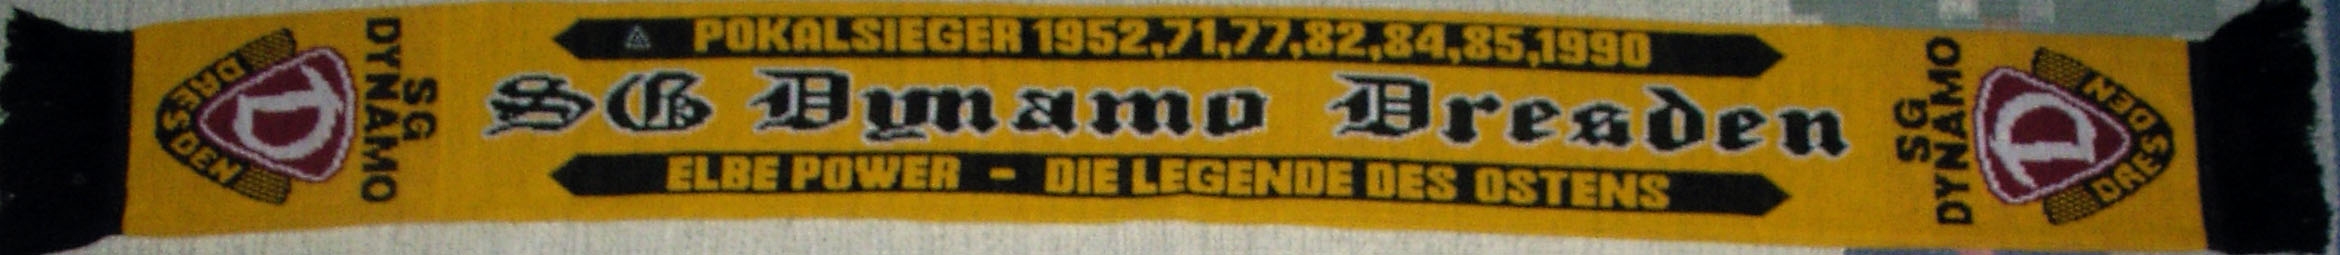 SG
DYNAMO
DRESDEN
D
POKALSIEGER 1952,71,77,82,84,85,1990
SG Dynamo Dresden
ELBE POWER - DIE LEGENDE DES OSTENS
SG
DYNAMO
DRESDEN
D